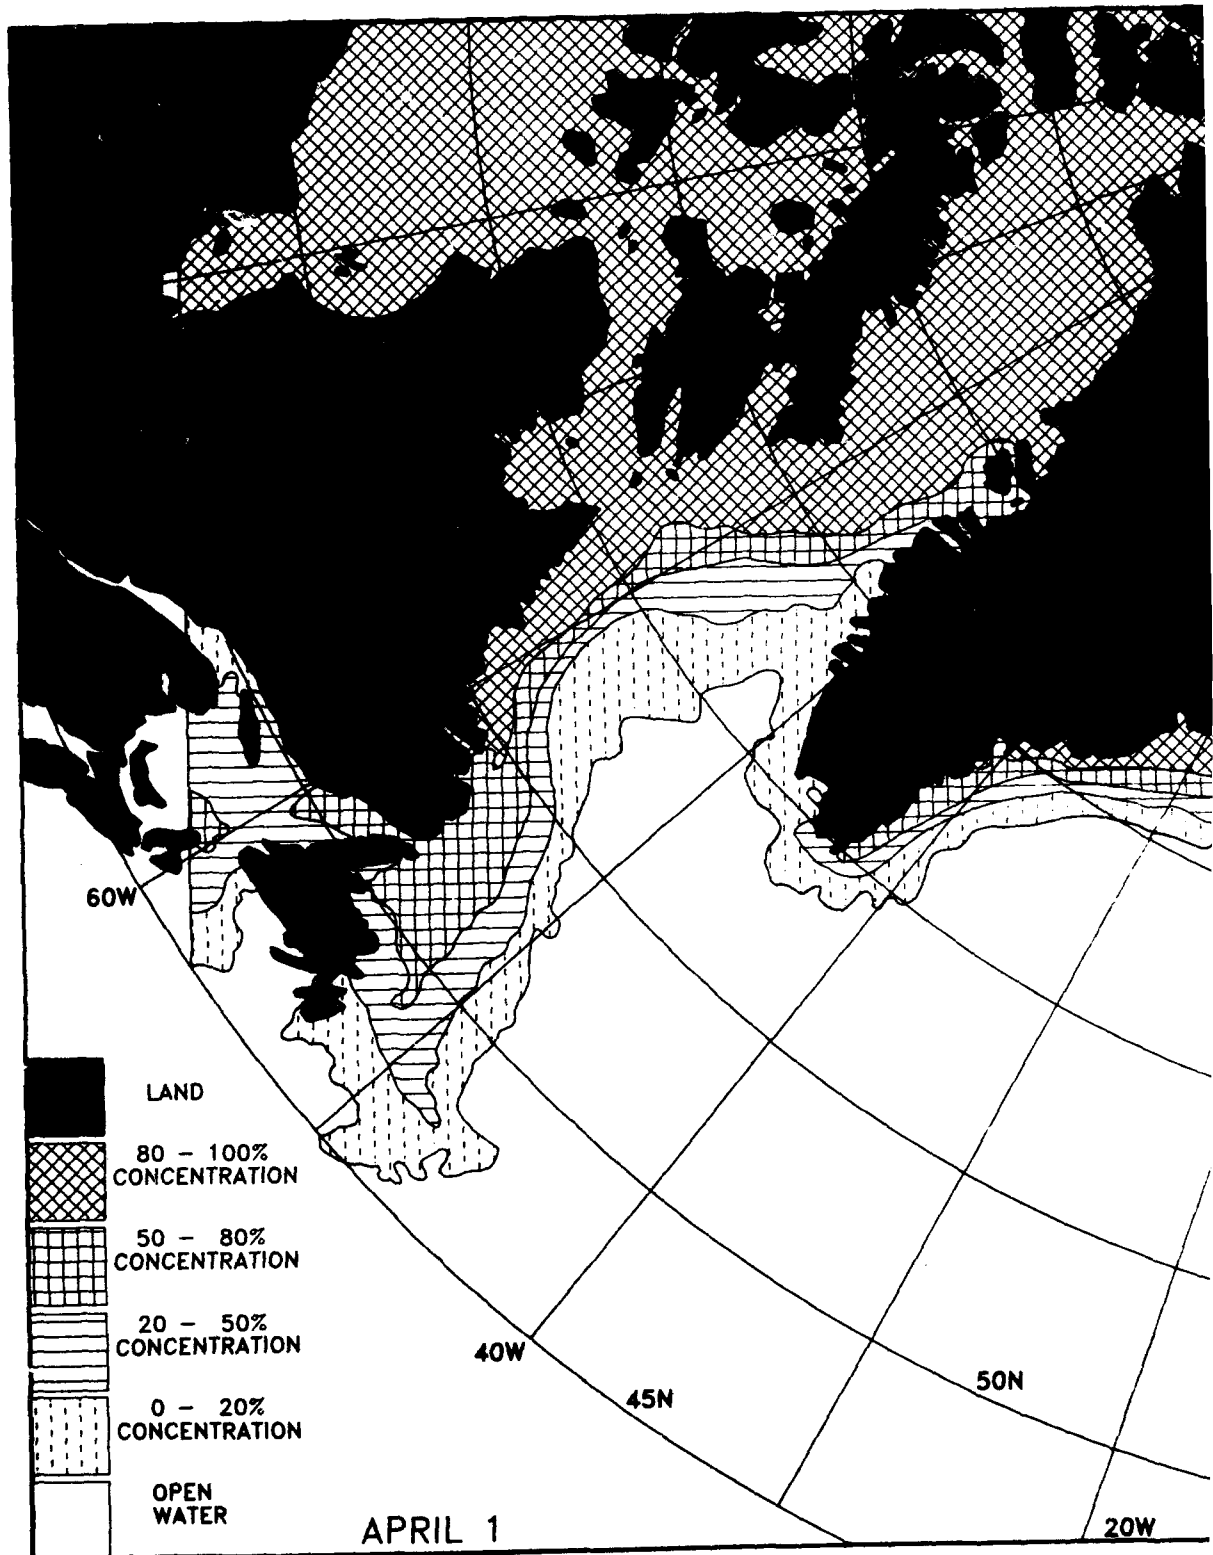 60W
LAND
80 - 100%
CONCENTRATION
50 - 80%
CONCENTRATION
20 - 50%
CONCENTRATION
0 - 20%
CONCENTRATION
OPEN
WATER
40W
45N
50N
20W
APRIL 1